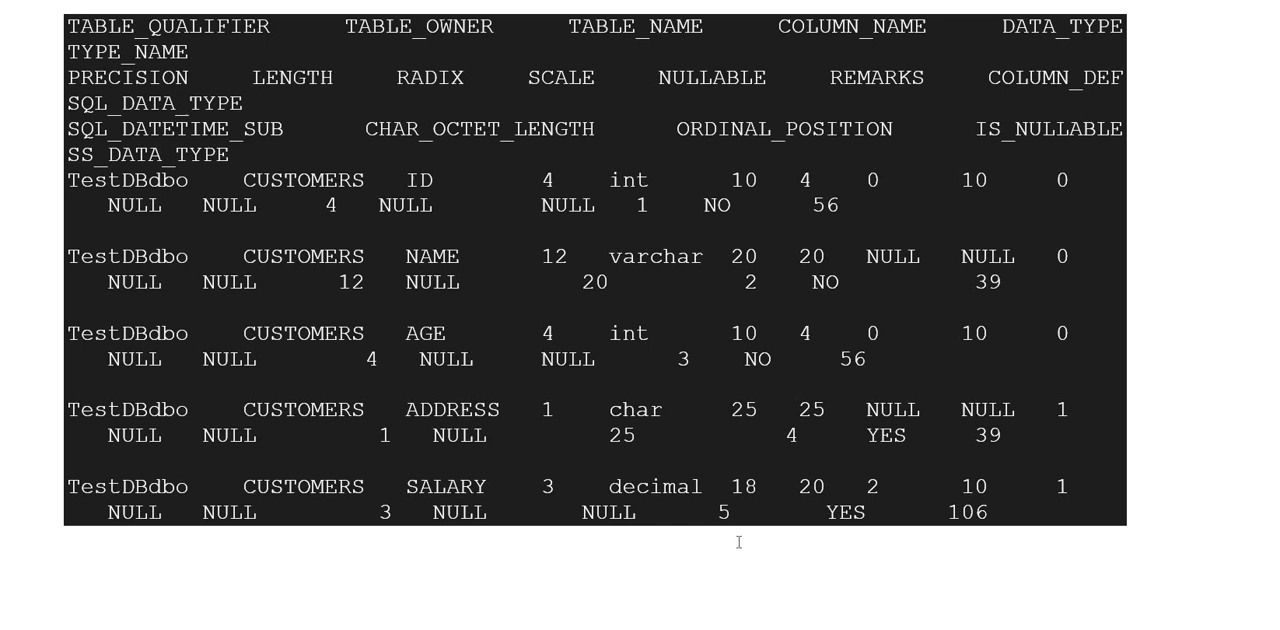 TABLE_QUALIFIER TABLE_OWNER TABLE_NAME COLUMN_NAME DATA_TYPE
TYPE_NAME
PRECISION LENGTH RADIX SCALE NULLABLE REMARKS COLUMN_DEF
SQL_DATA_TYPE
SQL_DATETIME_SUB CHAR_OCTET_LENGTH ORDINAL_POSITION IS_NULLABLE
SS_DATA_TYPE
TestDBdbo CUSTOMERS ID 4 int 10 4 0 10 0
NULL NULL 4 NULL NULL 1 NO 56
TestDBdbo CUSTOMERS NAME 12 varchar 20 20 NULL NULL 0
NULL NULL 12 NULL 20 2 NO 39
TestDBdbo CUSTOMERS AGE 4 int 10 4 0 10 0
NULL NULL 4 NULL NULL 3 NO 56
TestDBdbo CUSTOMERS ADDRESS 1 char 25 25 NULL NULL 1
NULL NULL 1 NULL 25 4 YES 39
TestDBdbo CUSTOMERS SALARY 3 decimal 18 20 2 10 1
NULL NULL 3 NULL NULL 5 YES 106